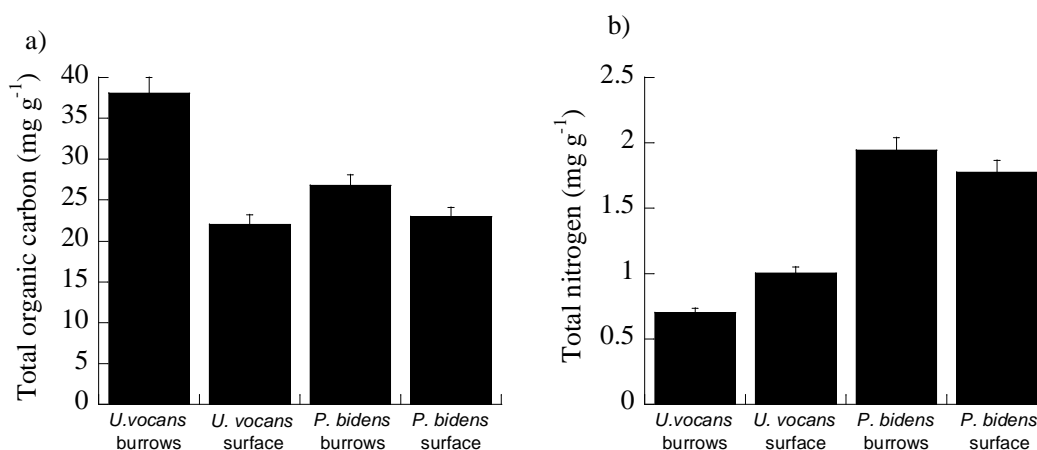 a)
Total organic carbon (mg g-1)
40
35
30
25
20
15
10
5
0
U.vocans
burrows
U. vocans
surface
P. bidens
burrows
P. bidens
surface
b)
Total nitrogen (mg g-1)
2.5
2
1.5
1
0.5
0
U.vocans
burrows
U. vocans
surface
P. bidens
burrows
P. bidens
surface